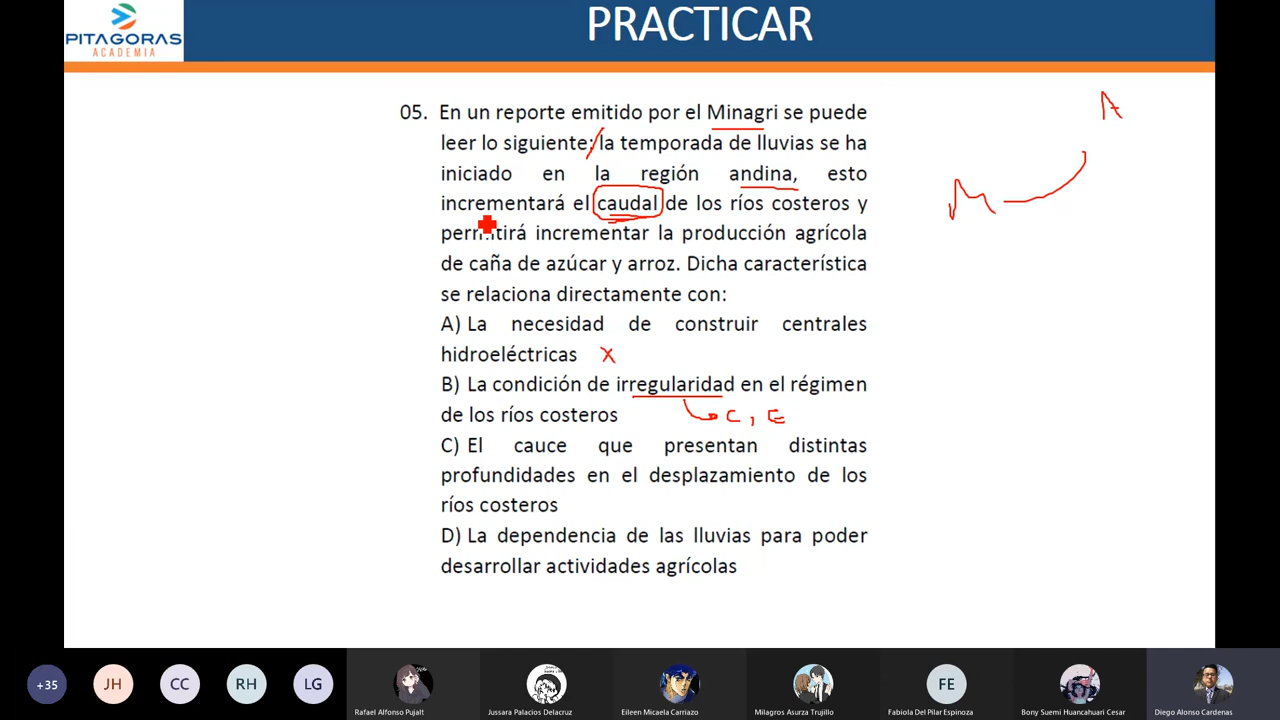 PITAGORAS
ACADEMIA
PRACTICAR
05. En un reporte emitido por el Minagri se puede
leer lo siguiente: la temporada de lluvias se ha
iniciado en la región andina, esto
incrementará el caudal de los ríos costeros y
permitirá incrementar la producción agrícola
de caña de azúcar y arroz. Dicha característica
se relaciona directamente con:
A) La necesidad de construir centrales
hidroeléctricas X
B) La condición de irregularidad en el régimen
de los ríos costeros C, E
C) El cauce que presentan distintas
profundidades en el desplazamiento de los
ríos costeros
D) La dependencia de las lluvias para poder
desarrollar actividades agrícolas
A
M
+35 JH CC RH LG FE
Rafael Alfonso Pujalt Jussara Palacios Delacruz Eileen Micaela Carriazo Milagros Asurza Trujillo Fabiola Del Pilar Espinoza Bony Suemi Huancahuari Cesar Diego Alonso Cardenas